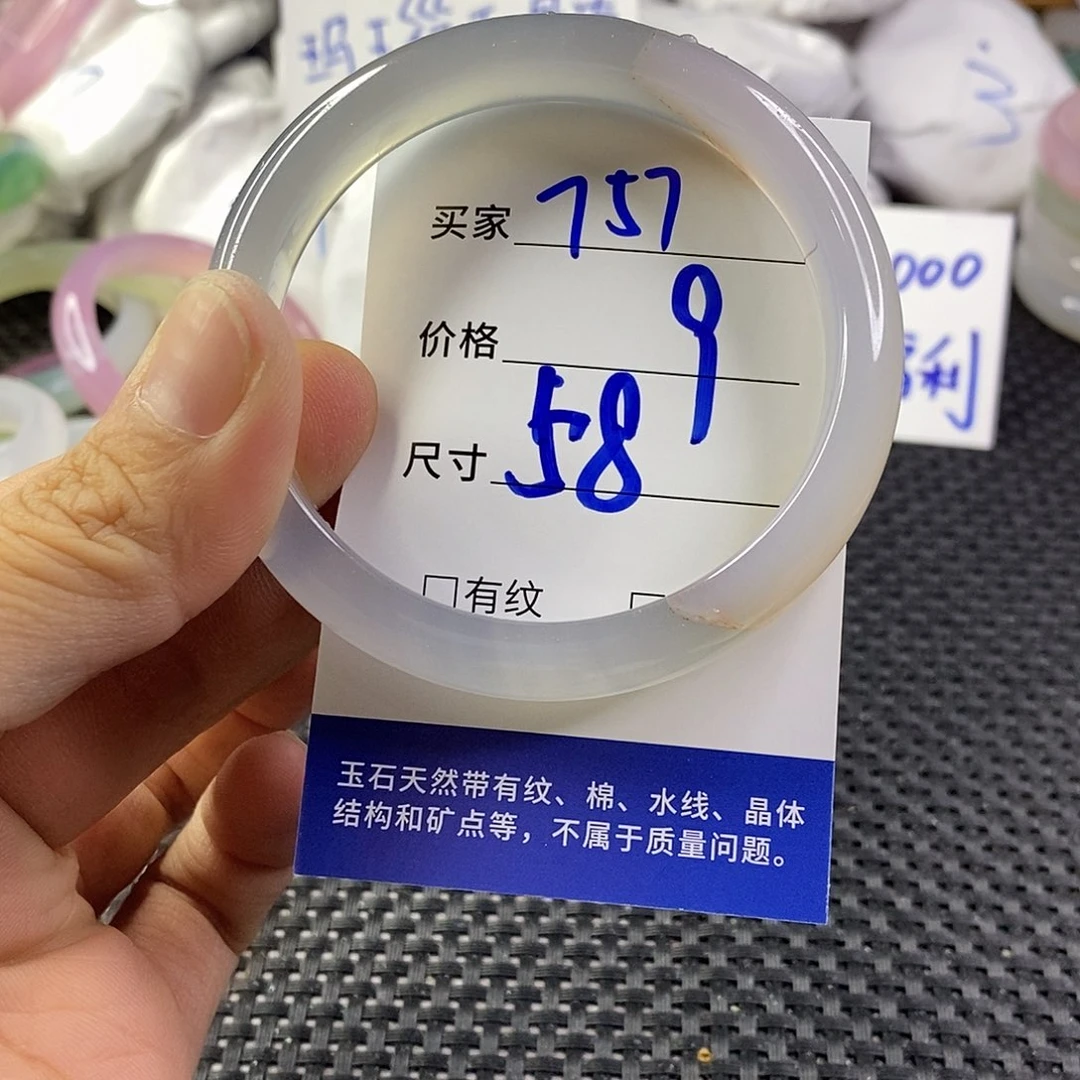 买家 757
价格 9
尺寸 58
□有纹 □
玉石天然带有纹、棉、水线、晶体
结构和矿点等，不属于质量问题。
000
利